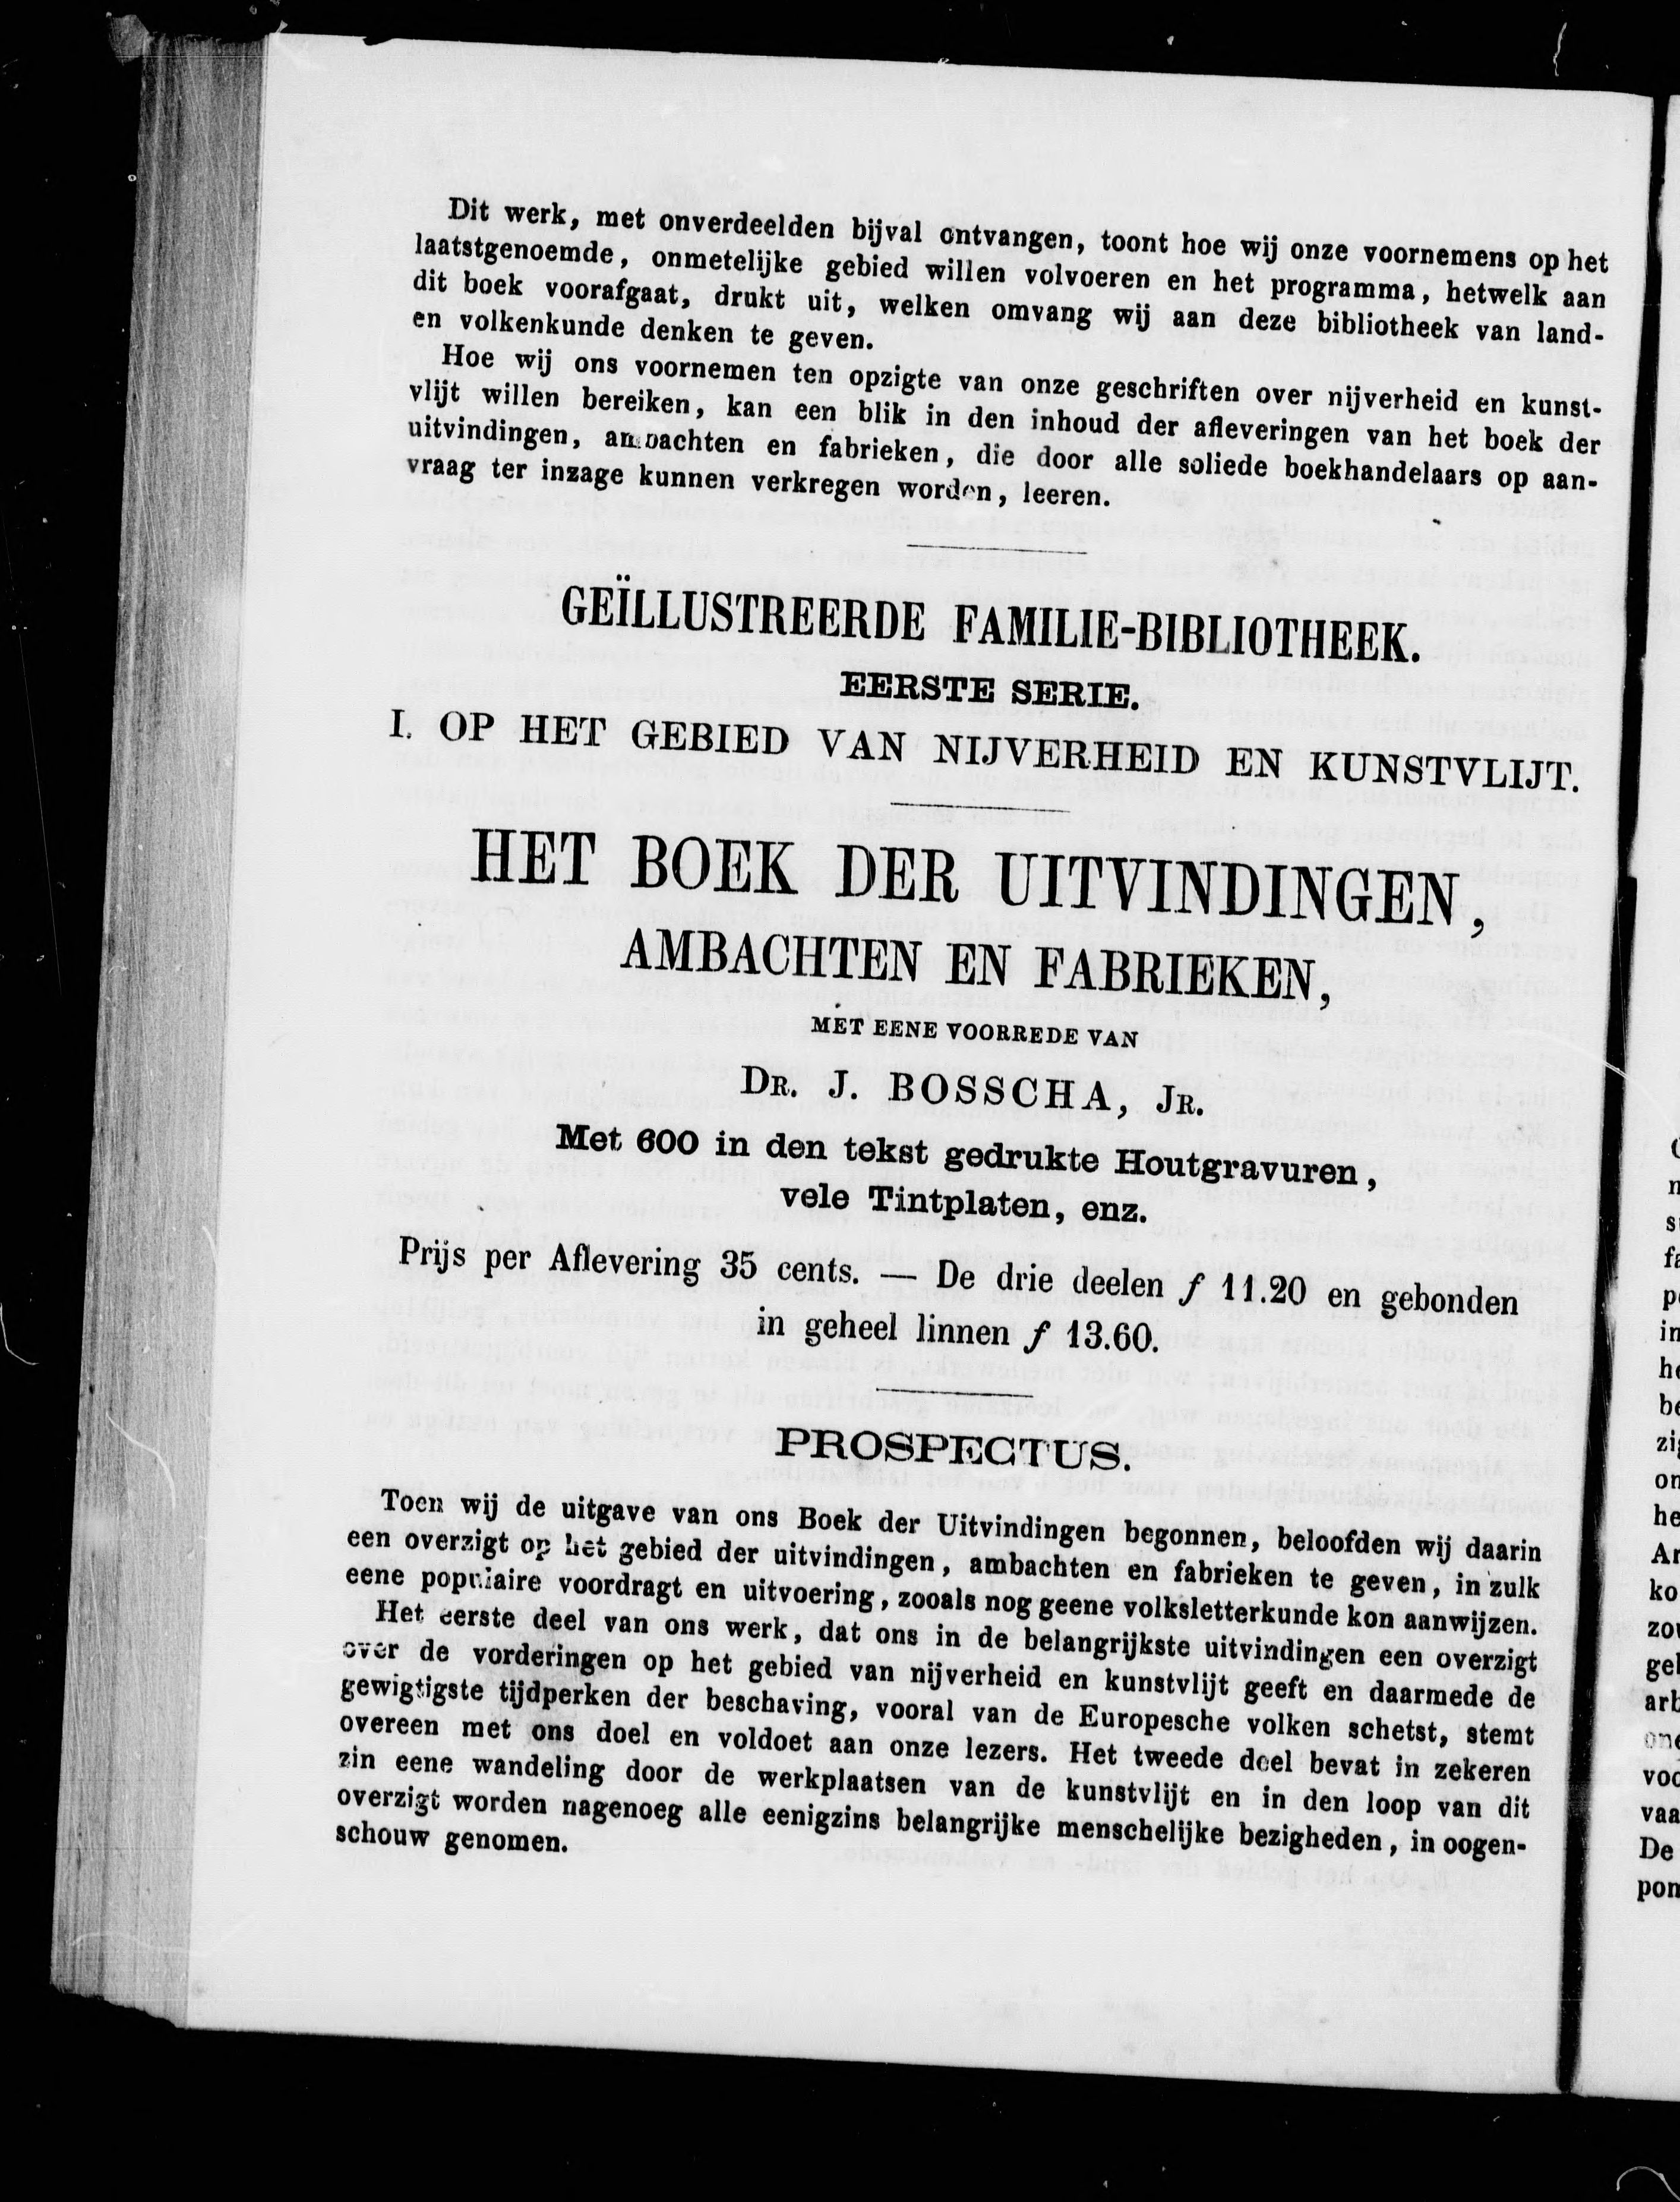 Dit werk, met onverdeelden bijval ontvangen, toont hoe wij onze voornemens op het
laatstgenoemde, onmetelijke gebied willen volvoeren en het programma, hetwelk aan
dit boek voorafgaat, drukt uit, welken omvang wij aan deze bibliotheek van land-
en volkenkunde denken te geven.
Hoe wij ons voornemen ten opzigte van onze geschriften over nijverheid en kunst-
vlijt willen bereiken, kan een blik in den inhoud der afleveringen van het boek der
uitvindingen, ambachten en fabrieken, die door alle soliede boekhandelaars op aan-
vraag ter inzage kunnen verkregen worden, leeren.
GEÏLLUSTREERDE FAMILIE-BIBLIOTHEEK.
EERSTE SERIE.
I. OP HET GEBIED VAN NIJVERHEID EN KUNSTVLIJT.
HET BOEK DER UITVINDINGEN,
AMBACHTEN EN FABRIEKEN,
MET EENE VOORREDE VAN
DR. J. BOSSCHA, JR.
Met 600 in den tekst gedrukte Houtgravuren,
vele Tintplaten, enz.
Prijs per Aflevering 35 cents. — De drie deelen ƒ 11.20 en gebonden
in geheel linnen ƒ 13.60.
PROSPECTUS.
Toen wij de uitgave van ons Boek der Uitvindingen begonnen, beloofden wij daarin
een overzigt op het gebied der uitvindingen, ambachten en fabrieken te geven, in zulk
eene populaire voordragt en uitvoering, zooals nog geene volksletterkunde kon aanwijzen.
Het eerste deel van ons werk, dat ons in de belangrijkste uitvindingen een overzigt
over de vorderingen op het gebied van nijverheid en kunstvlijt geeft en daarmede de
gewigtigste tijdperken der beschaving, vooral van de Europesche volken schetst, stemt
overeen met ons doel en voldoet aan onze lezers. Het tweede deel bevat in zekeren
zin eene wandeling door de werkplaatsen van de kunstvlijt en in den loop van dit
overzigt worden nagenoeg alle eenigzins belangrijke menschelijke bezigheden, in oogen-
schouw genomen.